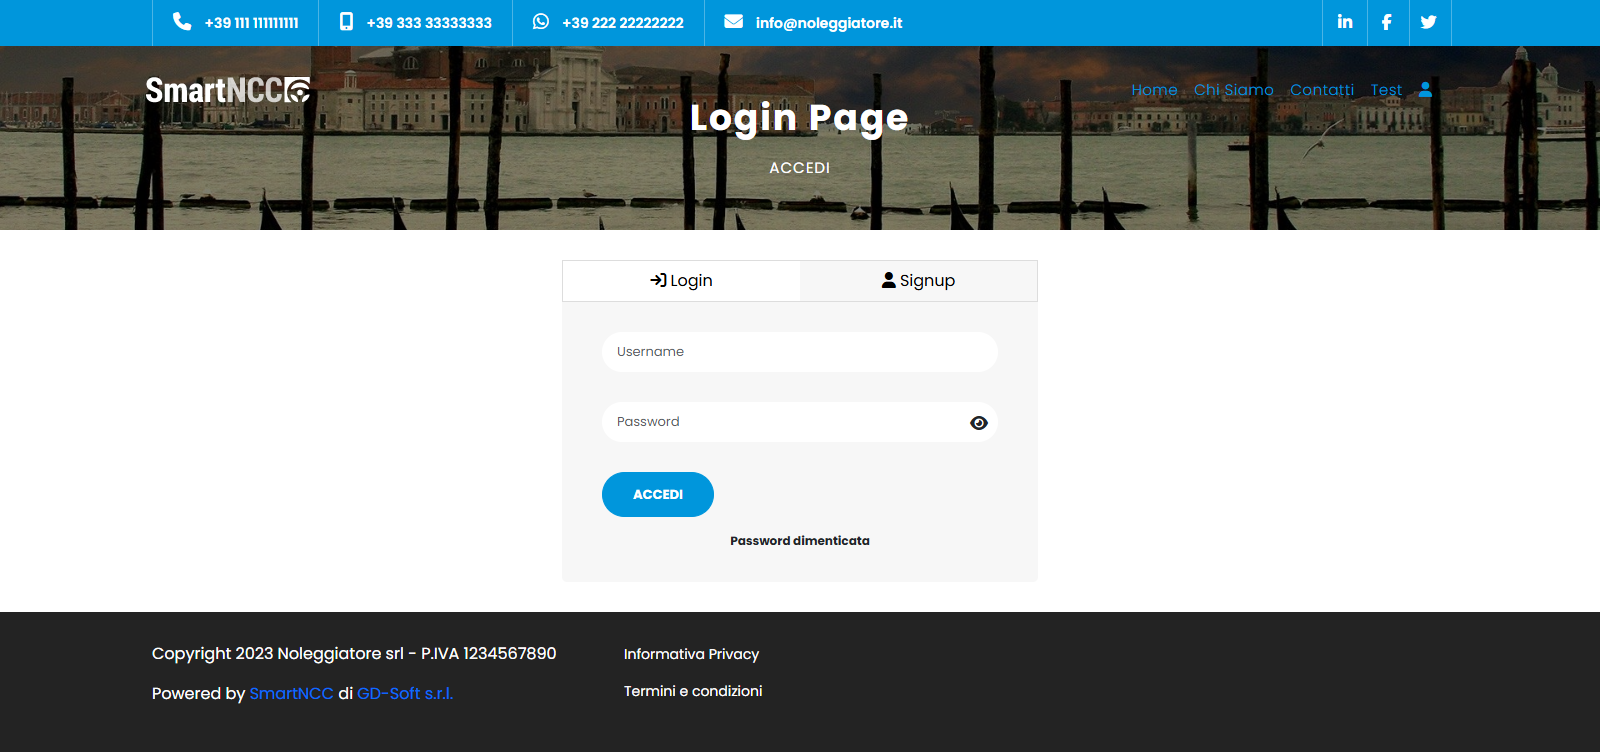 +39 111 111111111
+39 333 33333333
+39 222 22222222
info@noleggiatore.it
SmartNCC
Home
Chi Siamo
Contatti
Test
Login Page
ACCEDI
Login
Signup
Username
Password
ACCEDI
Password dimenticata
Copyright 2023 Noleggiatore srl - P.IVA 1234567890
Informativa Privacy
Powered by SmartNCC di GD-Soft s.r.l.
Termini e condizioni